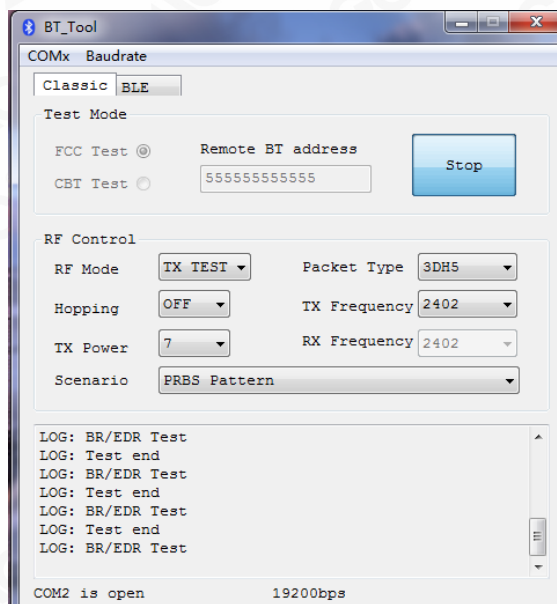 BT_Tool
COMx Baudrate
Classic BLE
Test Mode
FCC Test Remote BT address
CBT Test 555555555555
Stop
RF Control
RF Mode TX TEST Packet Type 3DH5
Hopping OFF TX Frequency 2402
TX Power 7 RX Frequency 2402
Scenario PRBS Pattern
LOG: BR/EDR Test
LOG: Test end
LOG: BR/EDR Test
LOG: Test end
LOG: BR/EDR Test
LOG: Test end
LOG: BR/EDR Test
COM2 is open 19200bps